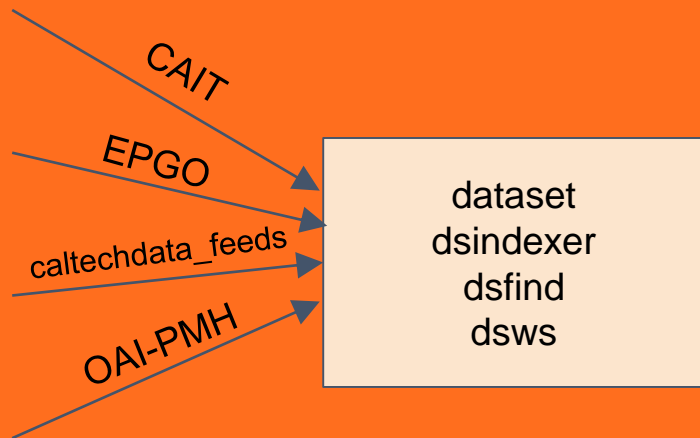 CAIT
EPGO
caltechdata_feeds
OAI-PMH
dataset
dsindexer
dsfind
dsws